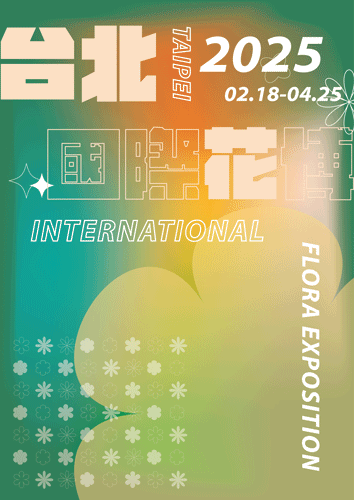 台北
TAIPEI
2025
02.18-04.25
國際花博
INTERNATIONAL
FLORA EXPOSITION